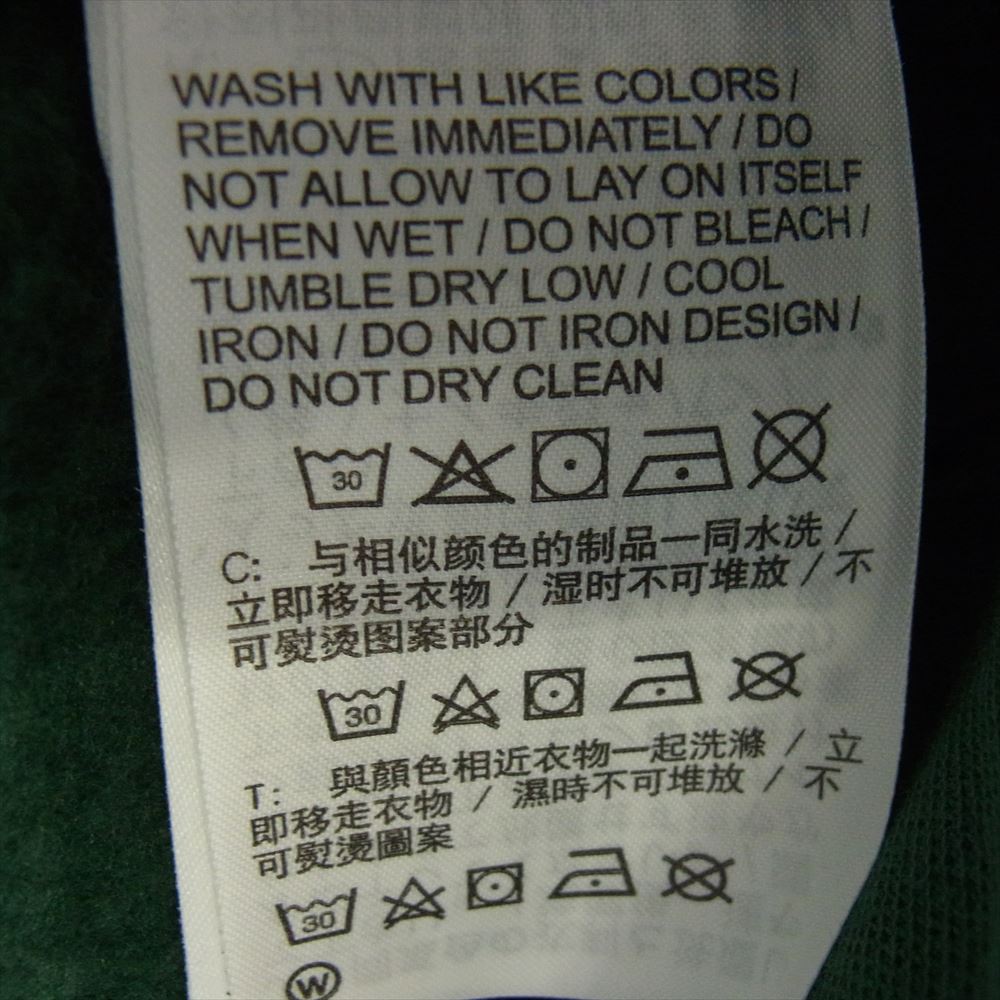 WASH WITH LIKE COLORS /
REMOVE IMMEDIATELY / DO
NOT ALLOW TO LAY ON ITSELF
WHEN WET / DO NOT BLEACH /
TUMBLE DRY LOW / COOL
IRON / DO NOT IRON DESIGN /
DO NOT DRY CLEAN
30
C: 与相似颜色的制品一同水洗 /
立即移走衣物 / 湿时不可堆放 / 不
可熨烫图案部分
30
T: 與顏色相近衣物一起洗滌 / 立
即移走衣物 / 濕時不可堆放 / 不
可熨燙圖案
30
W